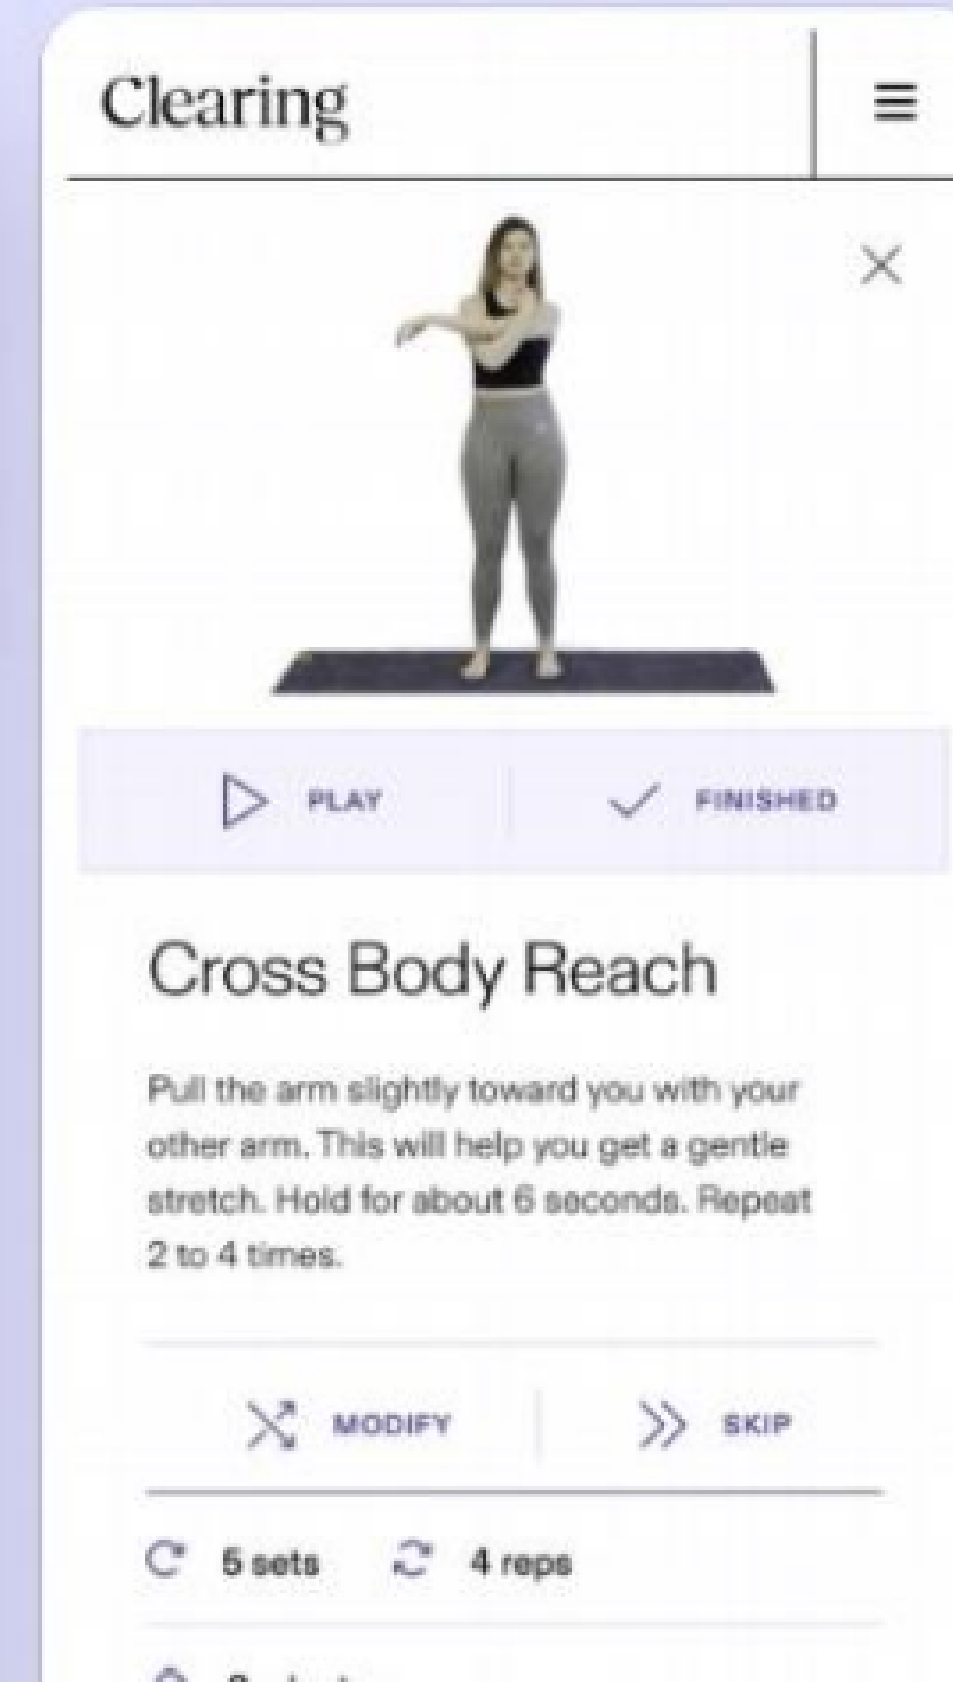 Clearing
PLAY
FINISHED
Cross Body Reach
Pull the arm slightly toward you with your
other arm. This will help you get a gentle
stretch. Hold for about 6 seconds. Repeat
2 to 4 times.
MODIFY
SKIP
5 sets
4 reps